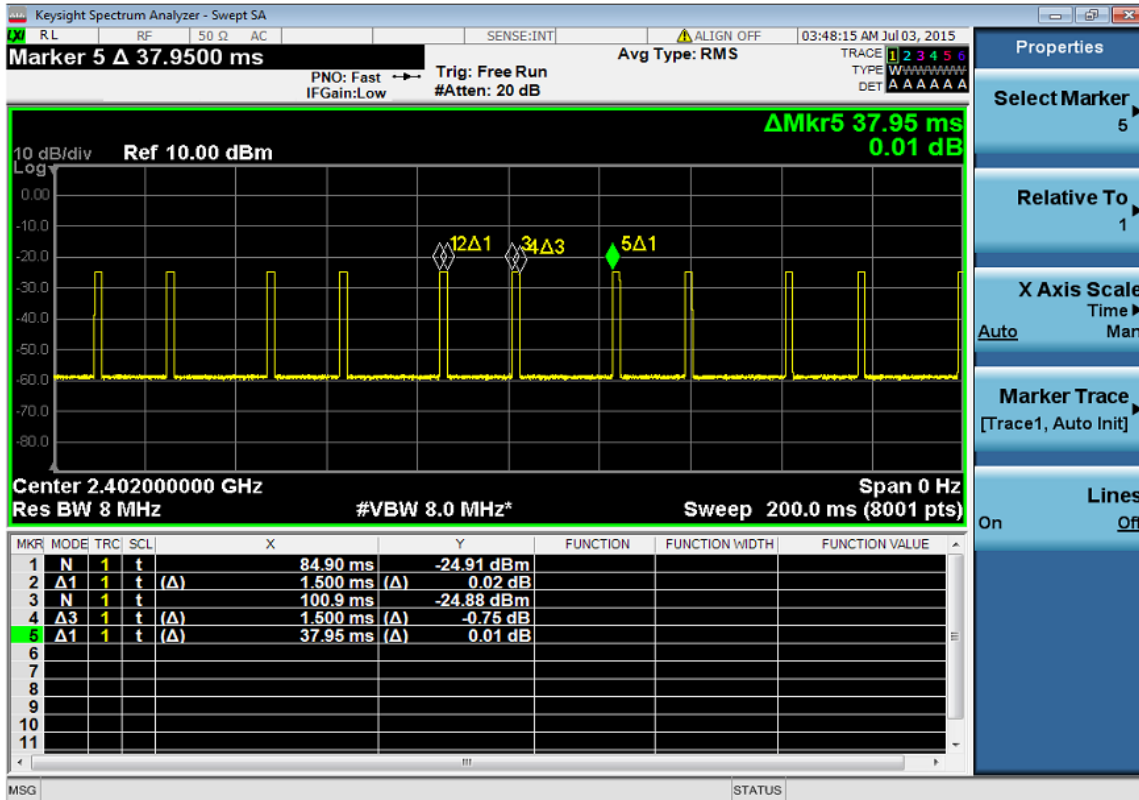 Keysight Spectrum Analyzer - Swept SA
LXI RL RF 50 Ω AC SENSE:INT ALIGN OFF 03:48:15 AM Jul 03, 2015
Marker 5 Δ 37.9500 ms
PNO: Fast
IFGain:Low
Trig: Free Run
#Atten: 20 dB
Avg Type: RMS
TRACE 1 2 3 4 5 6
TYPE WWWWWW
DET A A A A A A
ΔMkr5 37.95 ms
0.01 dB
10 dB/div Ref 10.00 dBm
Log
0.00
-10.0
-20.0
-30.0
-40.0
-50.0
-60.0
-70.0
-80.0
1 2Δ1 3 4Δ3 5Δ1
Center 2.402000000 GHz Span 0 Hz
Res BW 8 MHz #VBW 8.0 MHz* Sweep 200.0 ms (8001 pts)
MKR MODE TRC SCL X Y FUNCTION FUNCTION WIDTH FUNCTION VALUE
1 N 1 t 84.90 ms -24.91 dBm
2 Δ1 1 t (Δ) 1.500 ms (Δ) 0.02 dB
3 N 1 t 100.9 ms -24.88 dBm
4 Δ3 1 t (Δ) 1.500 ms (Δ) -0.75 dB
5 Δ1 1 t (Δ) 37.95 ms (Δ) 0.01 dB
6
7
8
9
10
11
MSG STATUS
Properties
Select Marker
5
Relative To
1
X Axis Scale
Time
Auto Man
Marker Trace
[Trace1, Auto Init]
Lines
On Off